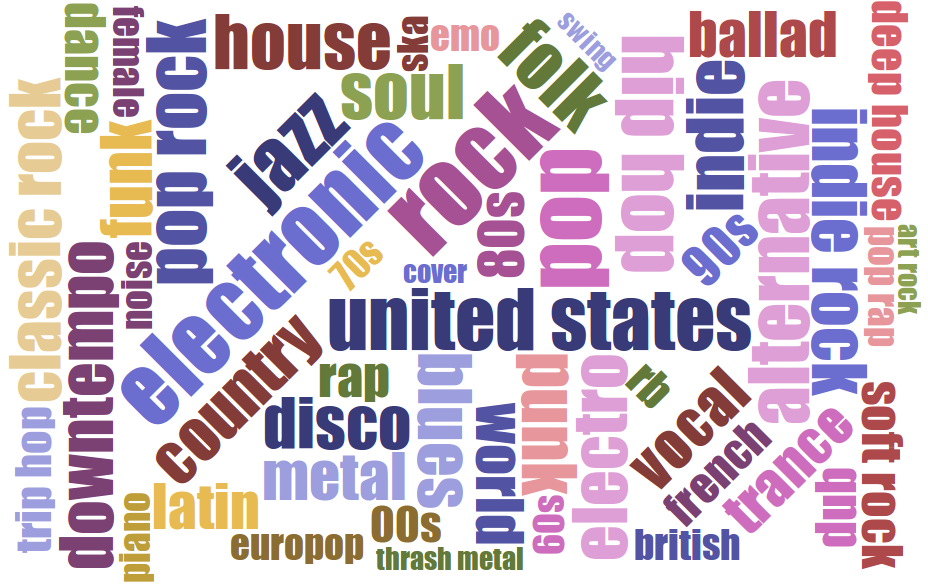 dance
female
pop rock
house
ska
emo
swing
folk
ballad
deep house
classic rock
soul
hip hop
indie
jazz
rock
alternative
funk
electronic
pop
indie rock
80s
90s
70s
cover
noise
downtempo
pop rap
art rock
united states
country
rap
blues
punk
electro
rb
vocal
soft rock
disco
world
trip hop
metal
french
trance
latin
piano
00s
60s
dub
europop
thrash metal
british